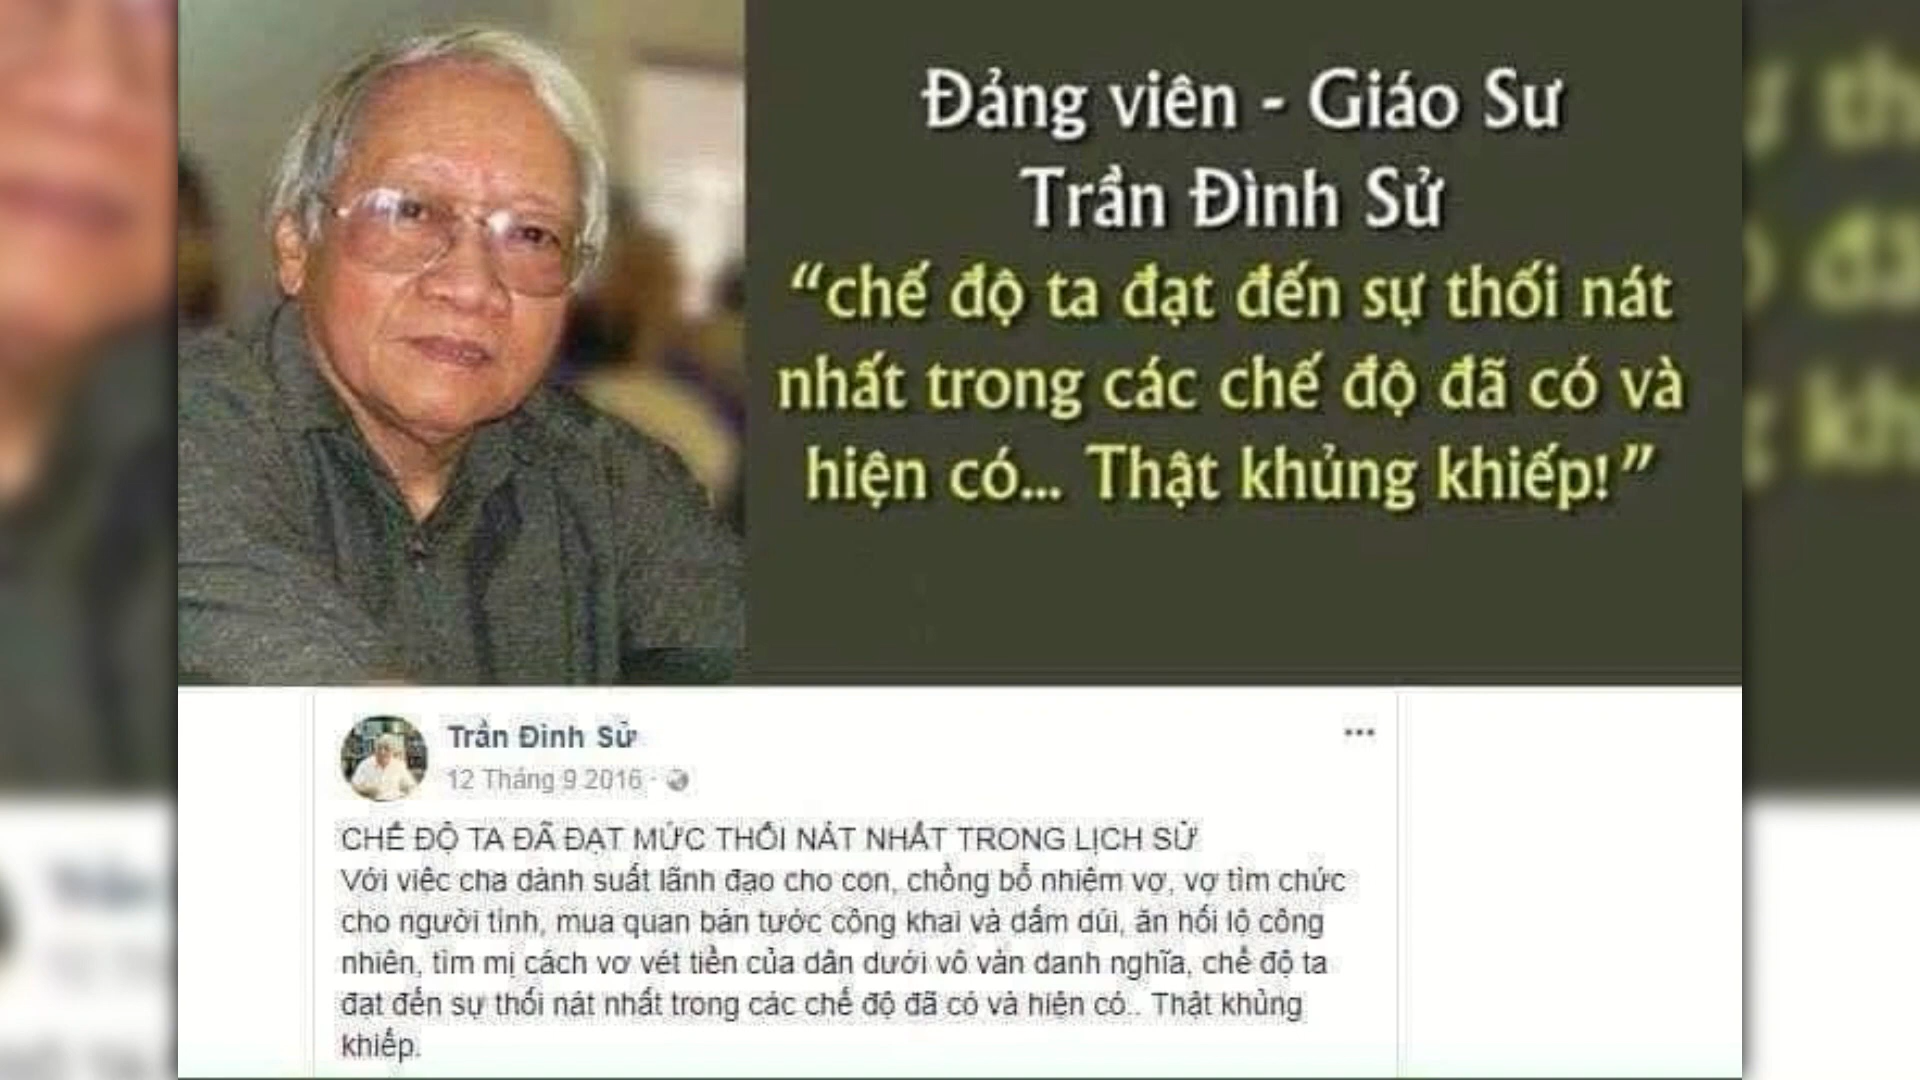 Đảng viên - Giáo Sư
Trần Đình Sử
“chế độ ta đạt đến sự thối nát
nhất trong các chế độ đã có và
hiện có... Thật khủng khiếp!”
Trần Đình Sử
12 Tháng 9 2016 ·
CHẾ ĐỘ TA ĐÃ ĐẠT MỨC THỐI NÁT NHẤT TRONG LỊCH SỬ
Với việc cha dành suất lãnh đạo cho con, chồng bổ nhiệm vợ, vợ tìm chức
cho người tình, mua quan bán tước công khai và dấm dúi, ăn hối lộ công
nhiên, tìm mị cách vơ vét tiền của dân dưới vô vàn danh nghĩa, chế độ ta
đạt đến sự thối nát nhất trong các chế độ đã có và hiện có.. Thật khủng
khiếp.